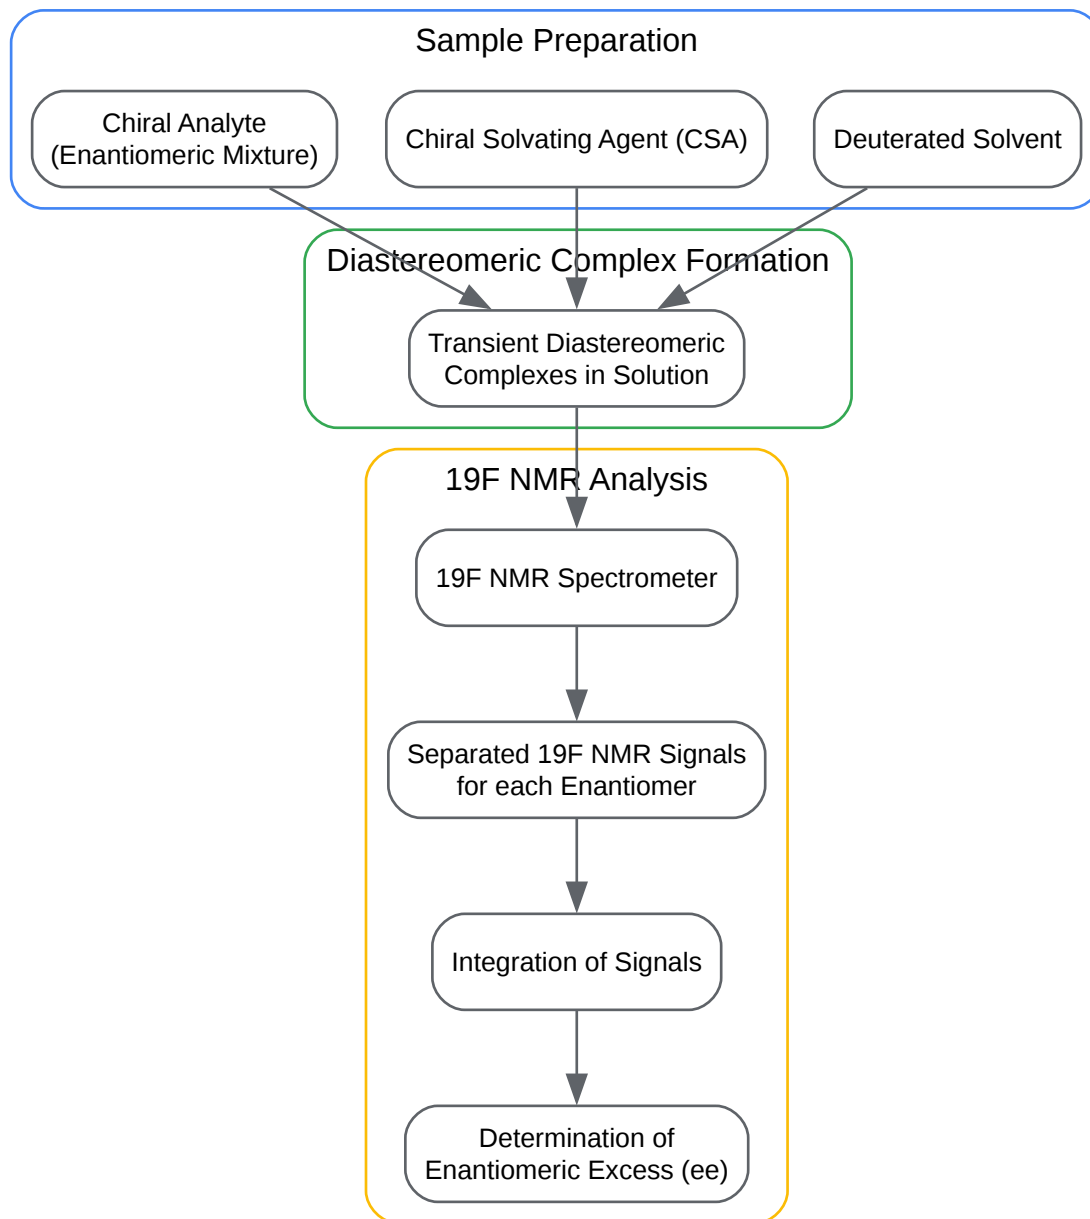 Sample Preparation
Chiral Analyte
(Enantiomeric Mixture)
Chiral Solvating Agent (CSA)
Deuterated Solvent
Diastereomeric Complex Formation
Transient Diastereomeric
Complexes in Solution
19F NMR Analysis
19F NMR Spectrometer
Separated 19F NMR Signals
for each Enantiomer
Integration of Signals
Determination of
Enantiomeric Excess (ee)